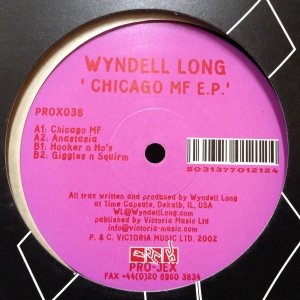 WYNDELL LONG
' CHICAGO MF E.P.'
PROX038
A1: Chicago MF
A2: Anastasia
B1: Hooker n Ho's
B2: Giggles n Squirm
5031377012124
All trax written and produced by Wyndell Long
at Time Capsule, Dekalb, IL, USA
WL@WyndellLong.com
published by Victoria Music Ltd
info@victoria-music.com
P. & C. VICTORIA MUSIC LTD. 2002
PRO-JEX
FAX +44(0)20 8960 3834